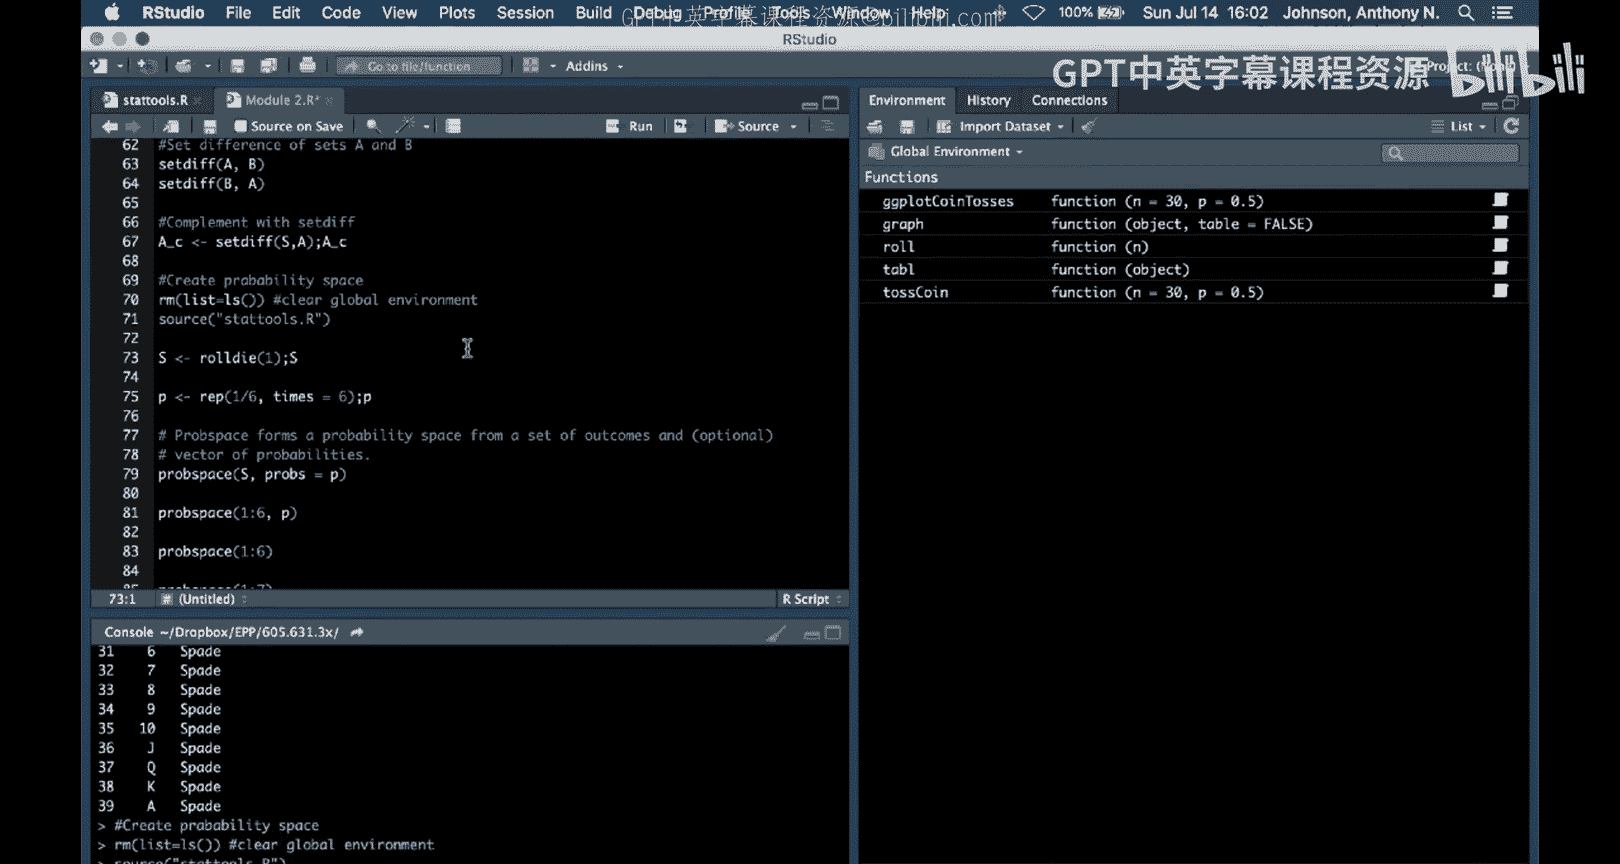 RStudio File Edit Code View Plots Session Build Debug Profile Tools Window Help 100% Sun Jul 14 16:02 Johnson, Anthony N.
RStudio
Go to file/function Addins
GPT中英字幕课程资源 bilibili
stattools.R Module 2.R*
Source on Save Run Source
62 #Set difference of sets A and B
63 setdiff(A, B)
64 setdiff(B, A)
65
66 #Complement with setdiff
67 A_c <- setdiff(S,A);A_c
68
69 #Create prabability space
70 rm(list=ls()) #clear global environment
71 source("stattools.R")
72
73 S <- rolldie(1);S
74
75 p <- rep(1/6, times = 6);p
76
77 # Probspace forms a probability space from a set of outcomes and (optional)
78 # vector of probabilities.
79 probspace(S, probs = p)
80
81 probspace(1:6, p)
82
83 probspace(1:6)
84
73:1 (Untitled) R Script
Console ~/Dropbox/EPP/605.631.3x/
31 6 Spade
32 7 Spade
33 8 Spade
34 9 Spade
35 10 Spade
36 J Spade
37 Q Spade
38 K Spade
39 A Spade
> #Create prabability space
> rm(list=ls()) #clear global environment
> source("stattools.R")
Environment History Connections
Import Dataset List
Global Environment
Functions
ggplotCoinTosses function (n = 30, p = 0.5)
graph function (object, table = FALSE)
roll function (n)
tabl function (object)
tossCoin function (n = 30, p = 0.5)